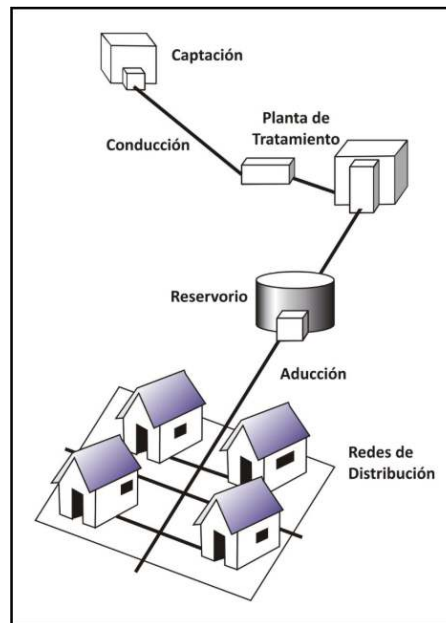 Captación
Conducción
Planta de
Tratamiento
Reservorio
Aducción
Redes de
Distribución